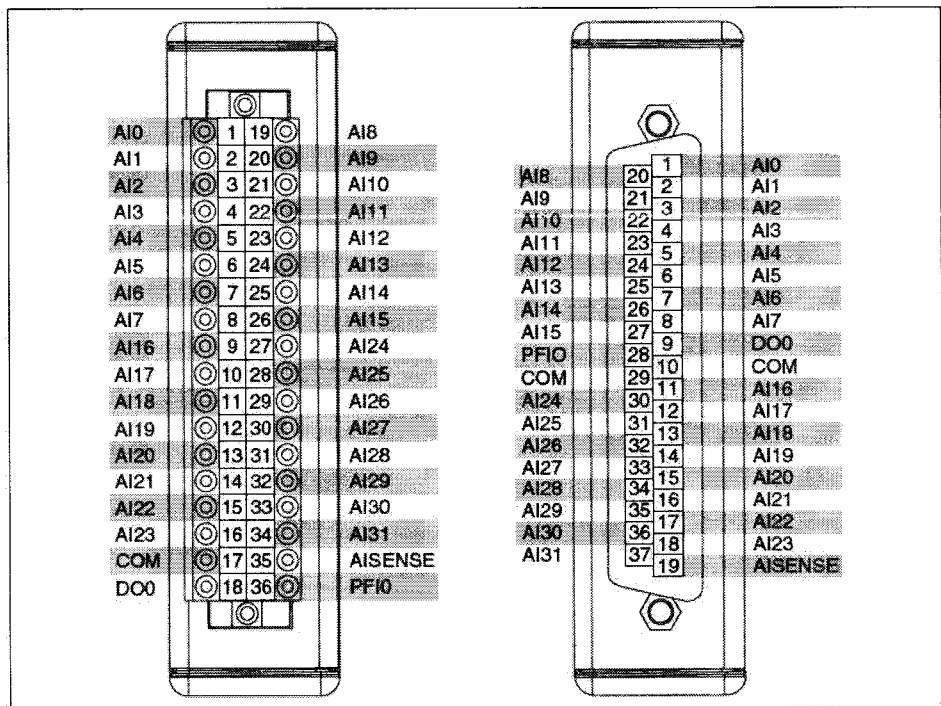 AI0 1 19 AI8
AI1 2 20 AI9
AI2 3 21 AI10
AI3 4 22 AI11
AI4 5 23 AI12
AI5 6 24 AI13
AI6 7 25 AI14
AI7 8 26 AI15
AI16 9 27 AI24
AI17 10 28 AI25
AI18 11 29 AI26
AI19 12 30 AI27
AI20 13 31 AI28
AI21 14 32 AI29
AI22 15 33 AI30
AI23 16 34 AI31
COM 17 35 AISENSE
DO0 18 36 PFI0
1 AI0
AI8 20
2 AI1
AI9 21
3 AI2
AI10 22
4 AI3
AI11 23
5 AI4
AI12 24
6 AI5
AI13 25
7 AI6
AI14 26
8 AI7
AI15 27
9 DO0
PFI0 28
10 COM
COM 29
11 AI16
AI24 30
12 AI17
AI25 31
13 AI18
AI26 32
14 AI19
AI27 33
15 AI20
AI28 34
16 AI21
AI29 35
17 AI22
AI30 36
18 AI23
AI31 37
19 AISENSE